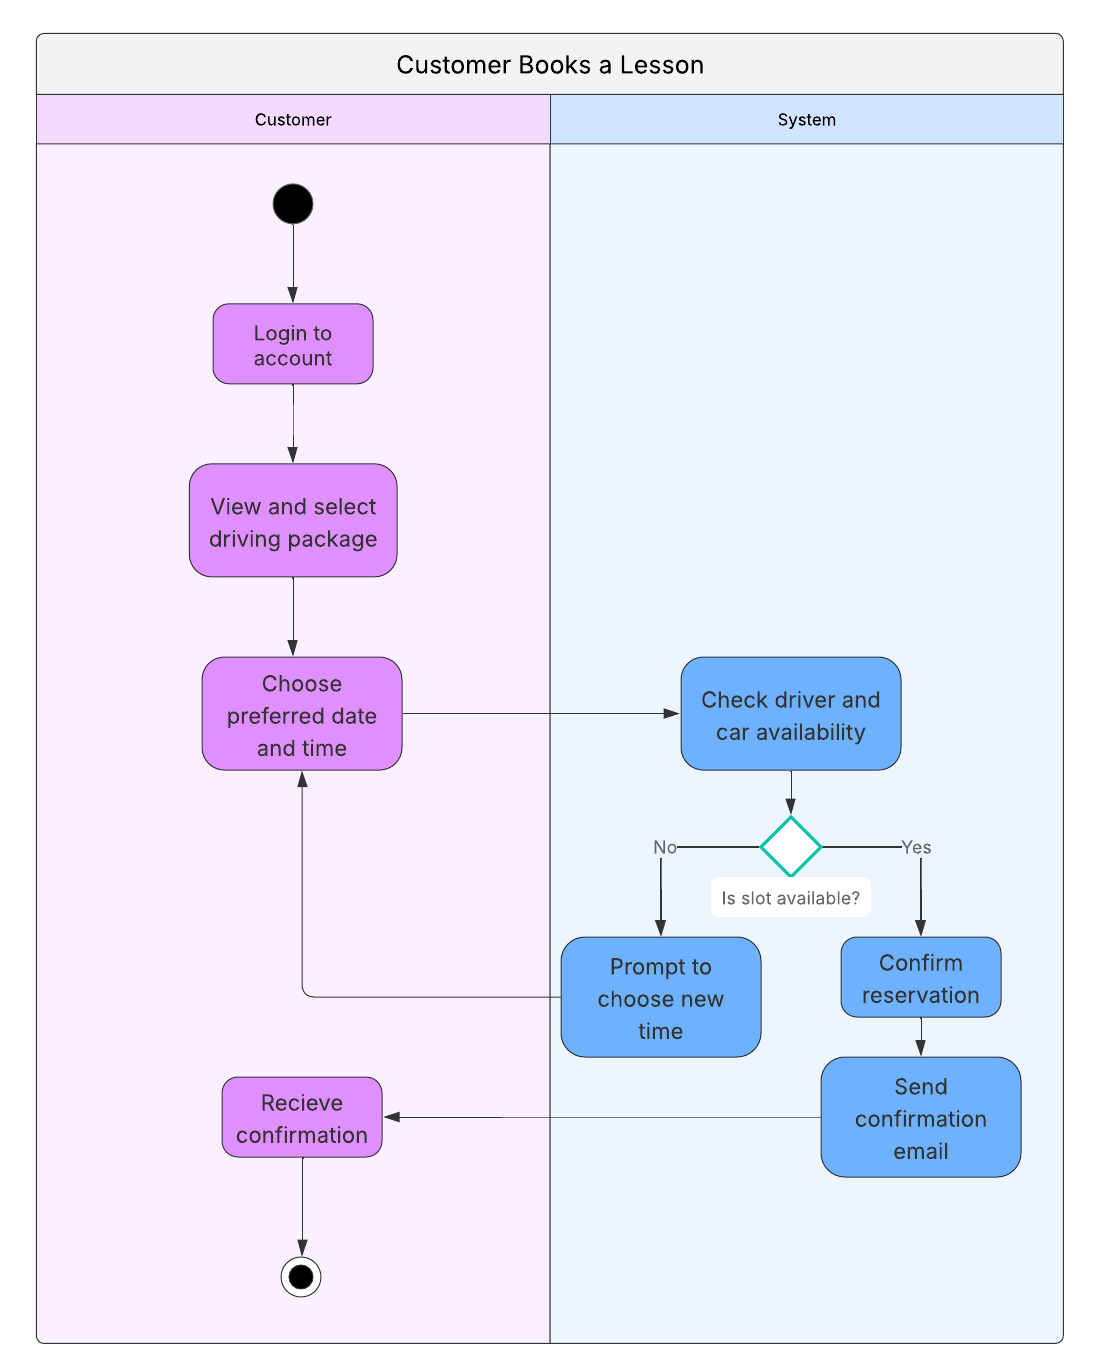 Customer Books a Lesson
Customer
System
Login to
account
View and select
driving package
Choose
preferred date
and time
Check driver and
car availability
No
Yes
Is slot available?
Prompt to
choose new
time
Confirm
reservation
Recieve
confirmation
Send
confirmation
email